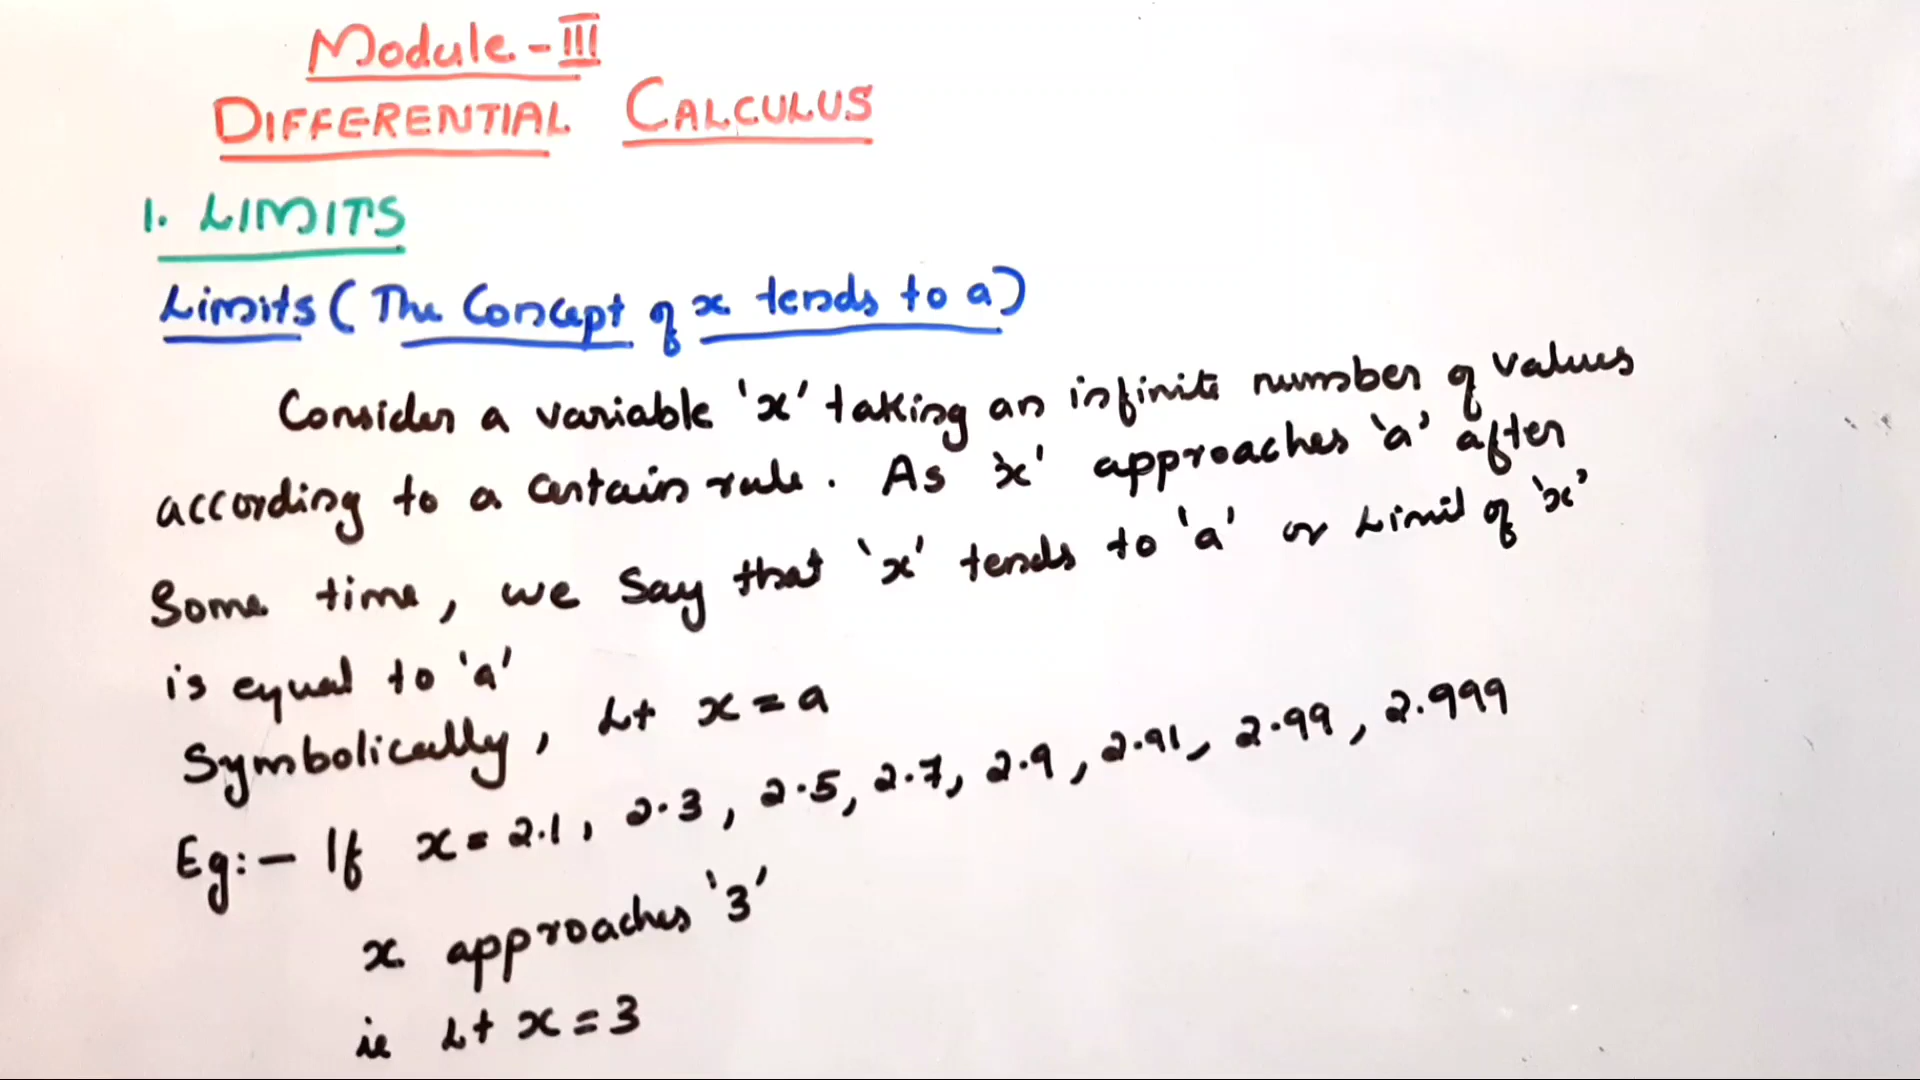 Module-III
DIFFERENTIAL CALCULUS
1. LIMITS
Limits (The Concept of x tends to a)
Consider a variable 'x' taking an infinite number of values
according to a certain rule. As 'x' approaches 'a' after
Some time, we Say that 'x' tends to 'a' or Limit of 'x'
is equal to 'a'
Symbolically, Lt x = a
Eg:- If x = 2.1, 2.3, 2.5, 2.7, 2.9, 2.91, 2.99, 2.999
x approaches '3'
ie Lt x = 3